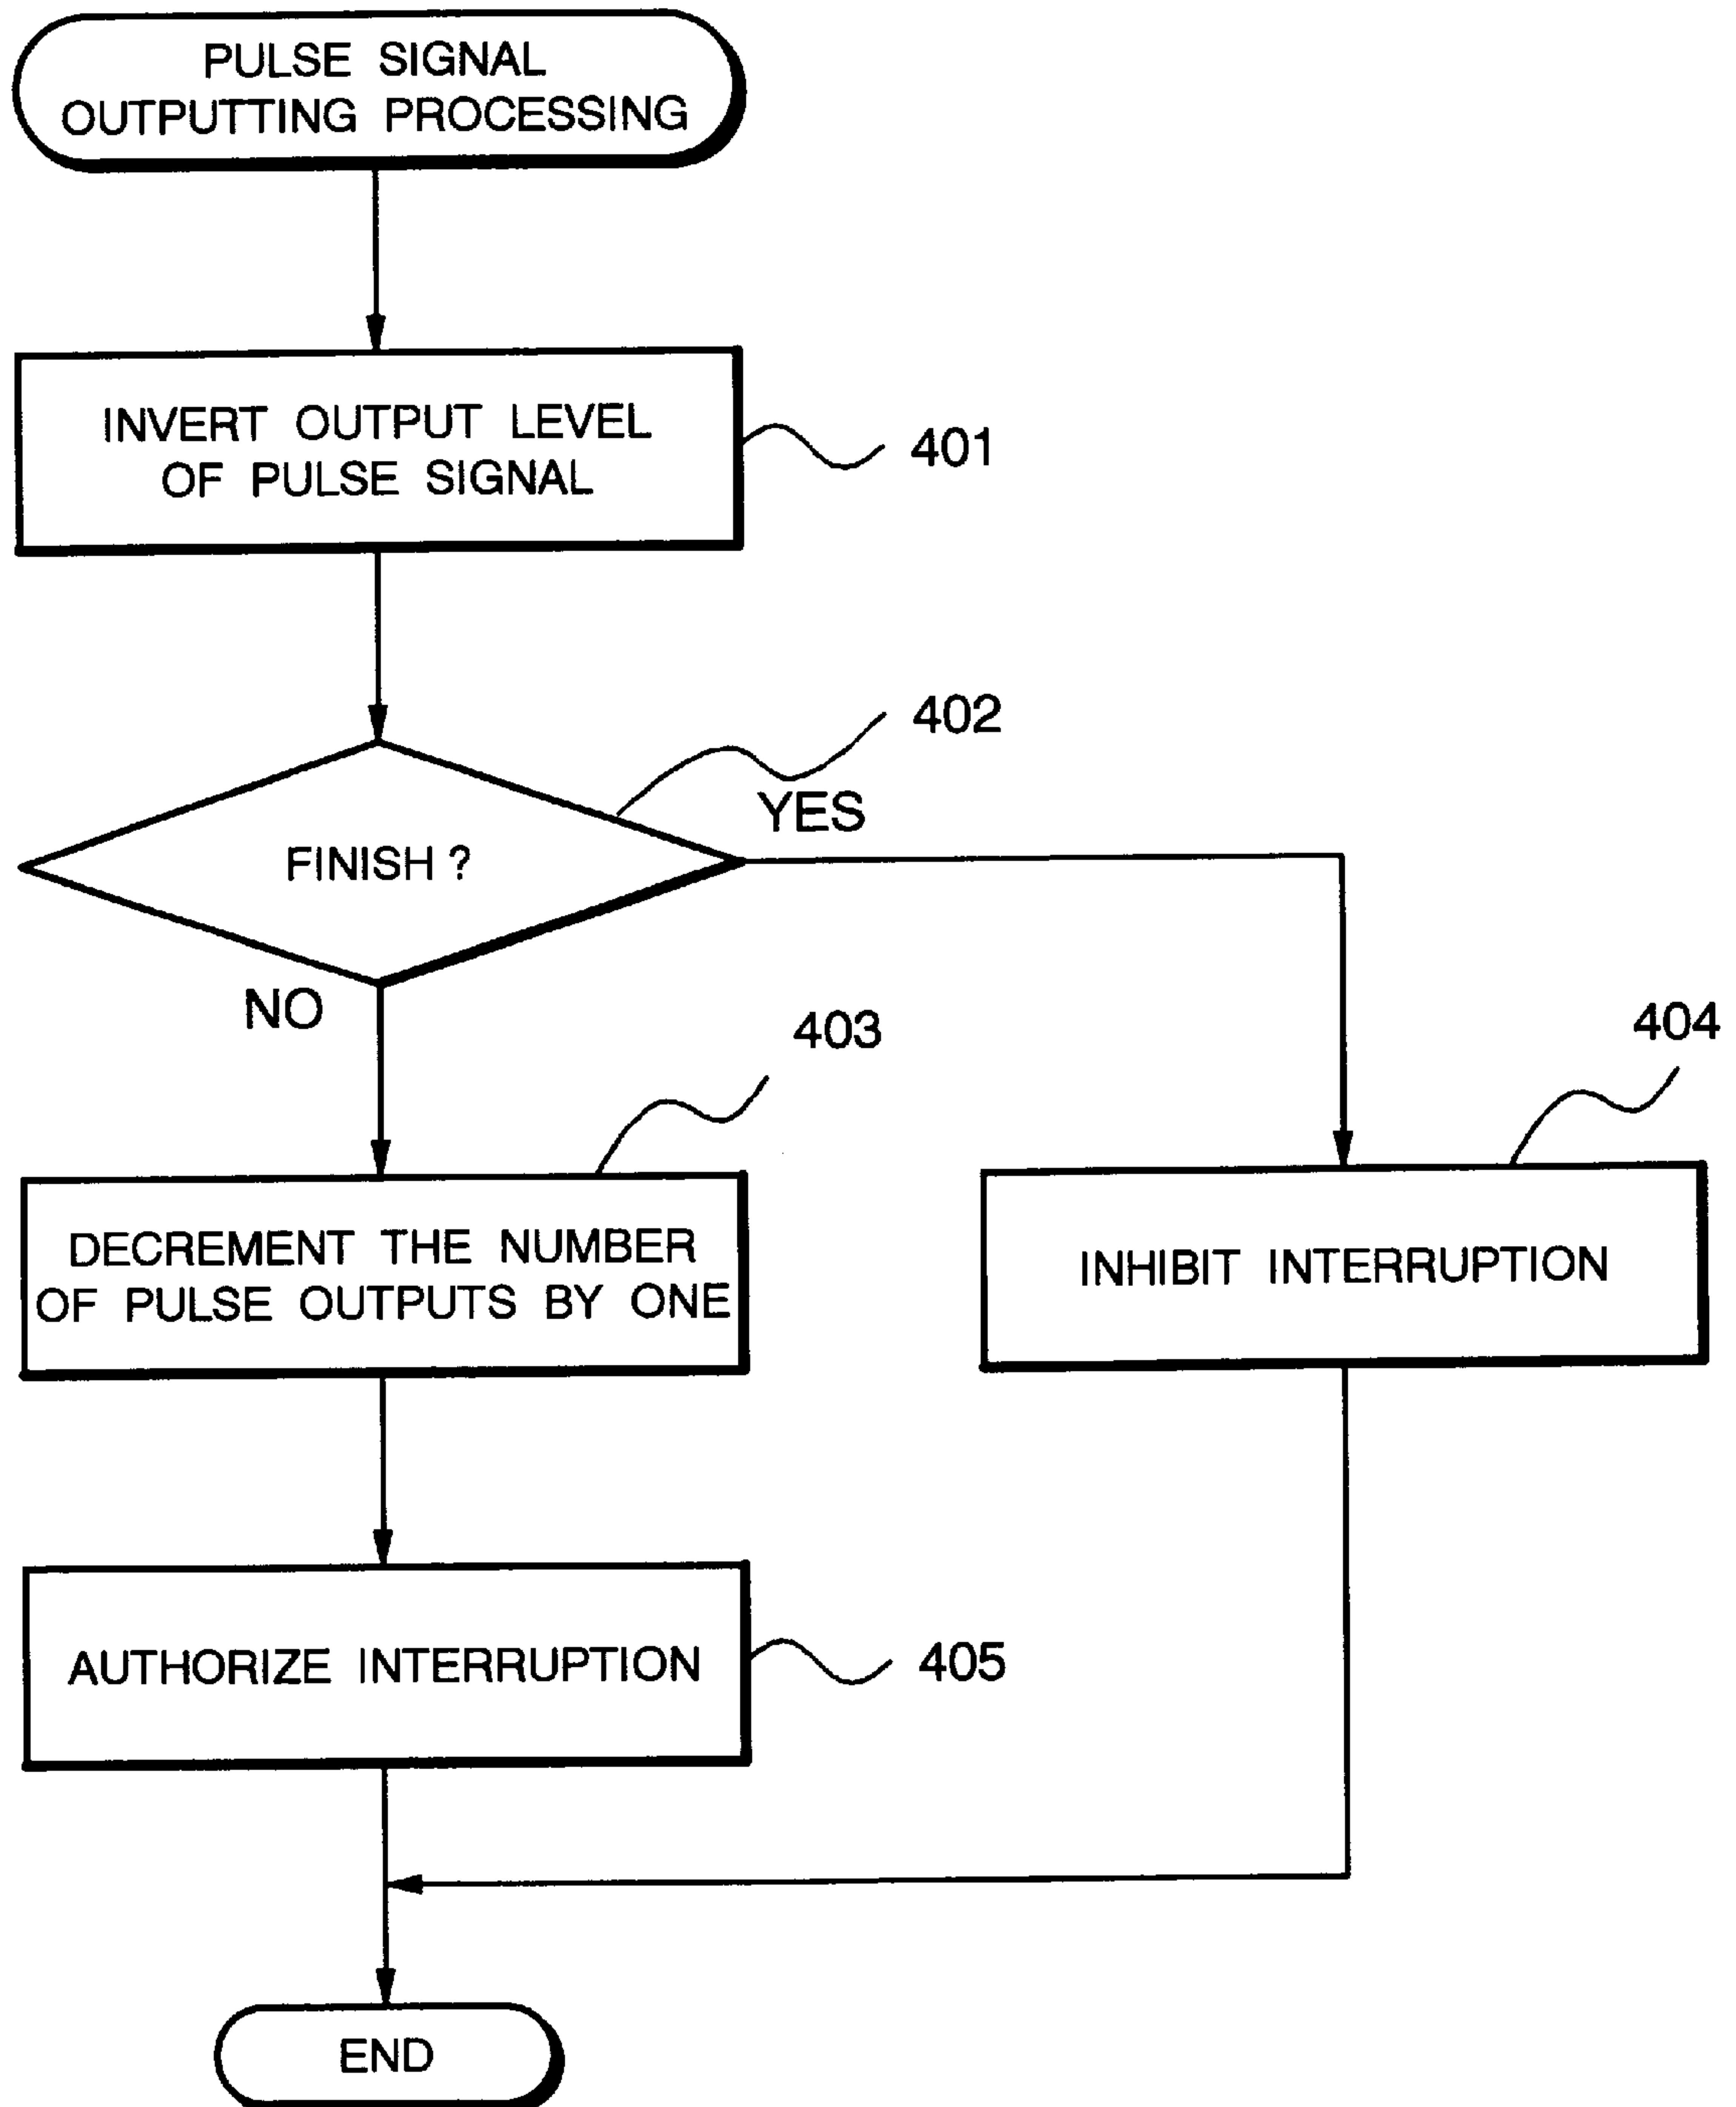 PULSE SIGNAL
OUTPUTTING PROCESSING
INVERT OUTPUT LEVEL
OF PULSE SIGNAL
401
402
YES
FINISH ?
NO
403
404
DECREMENT THE NUMBER
OF PULSE OUTPUTS BY ONE
INHIBIT INTERRUPTION
AUTHORIZE INTERRUPTION
405
END